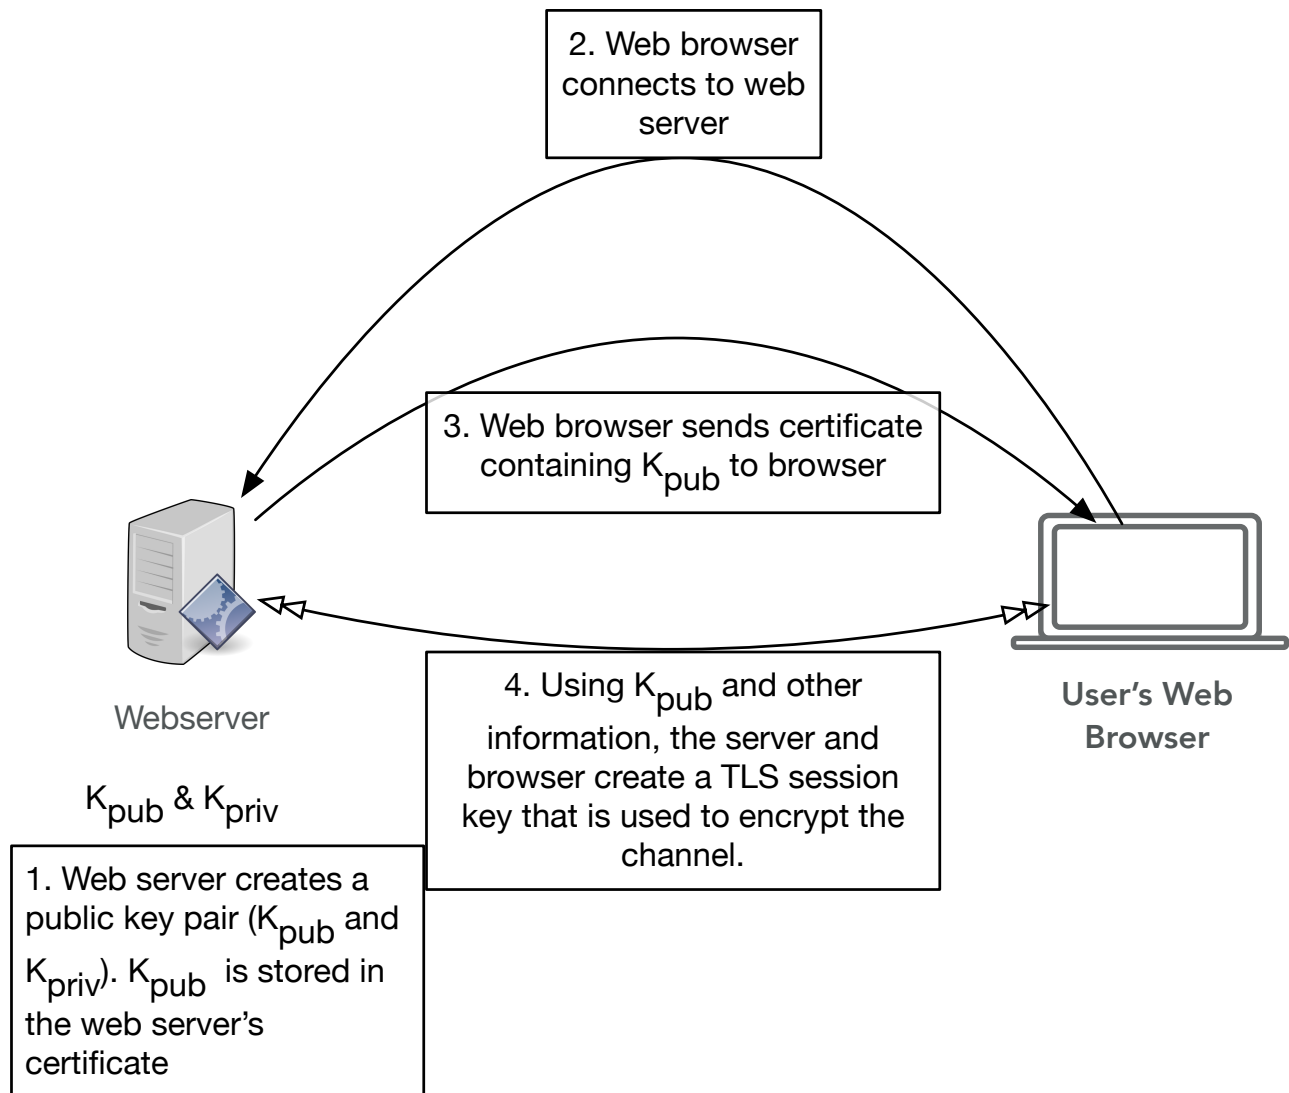 2. Web browser
connects to web
server
3. Web browser sends certificate
containing Kpub to browser
Webserver
User's Web
Browser
4. Using Kpub and other
information, the server and
browser create a TLS session
key that is used to encrypt the
channel.
Kpub & Kpriv
1. Web server creates a
public key pair (Kpub and
Kpriv). Kpub is stored in
the web server's
certificate